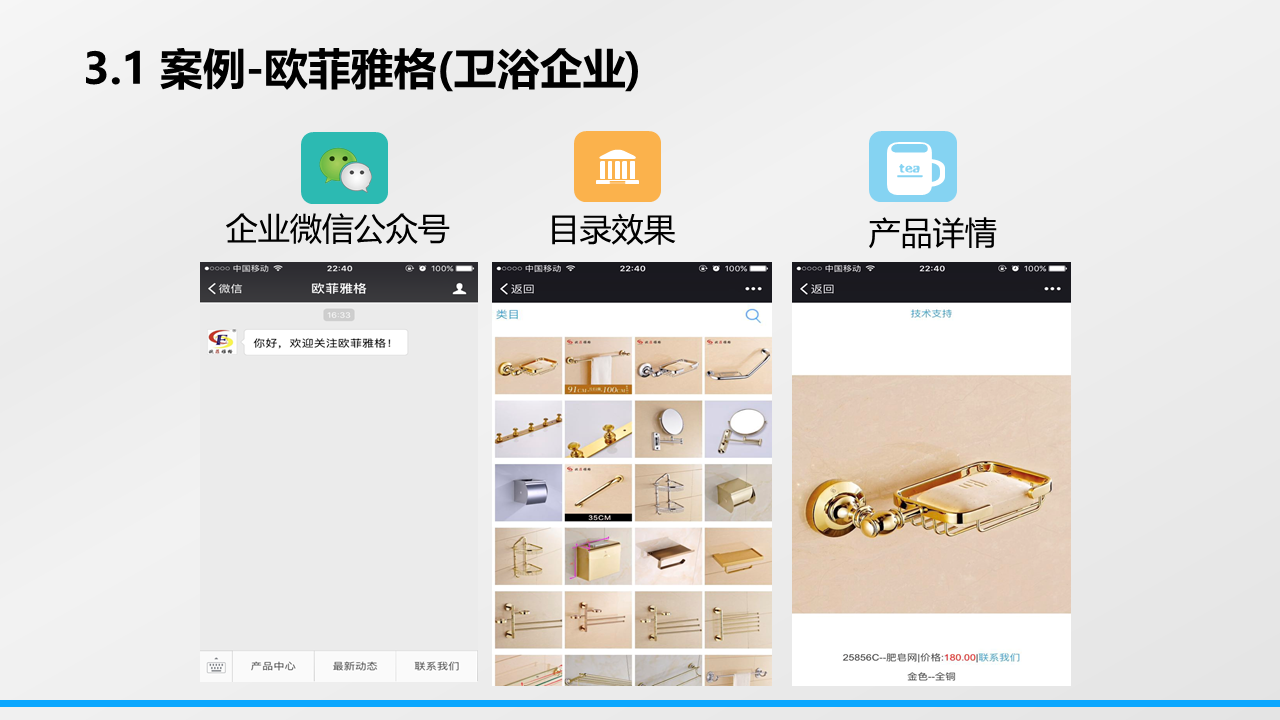 3.1 案例-欧菲雅格(卫浴企业)
tea
企业微信公众号
目录效果
产品详情
中国移动
22:40
100%
微信
欧菲雅格
16:33
你好，欢迎关注欧菲雅格！
产品中心
最新动态
联系我们
中国移动
22:40
100%
返回
类目
91CM
100CM
35CM
中国移动
22:40
100%
返回
技术支持
25856C--肥皂网|价格:180.00|联系我们
金色--全铜